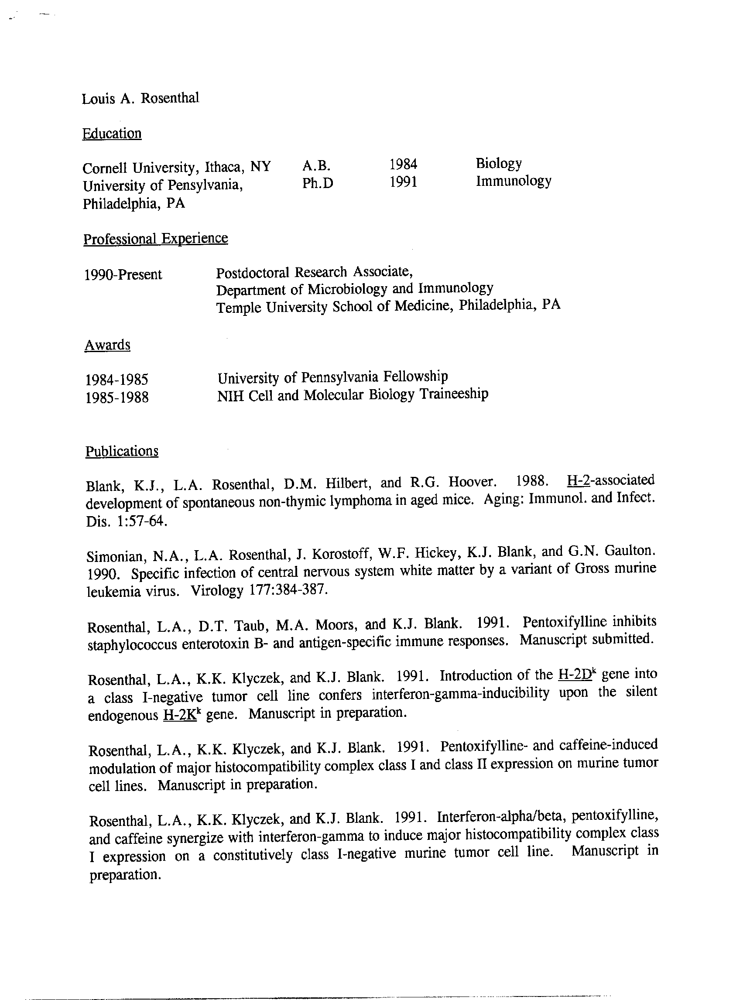 Louis A. Rosenthal
Education
Cornell University, Ithaca, NY A.B. 1984 Biology
University of Pensylvania, Ph.D 1991 Immunology
Philadelphia, PA
Professional Experience
1990-Present Postdoctoral Research Associate,
Department of Microbiology and Immunology
Temple University School of Medicine, Philadelphia, PA
Awards
1984-1985 University of Pennsylvania Fellowship
1985-1988 NIH Cell and Molecular Biology Traineeship
Publications
Blank, K.J., L.A. Rosenthal, D.M. Hilbert, and R.G. Hoover. 1988. H-2-associated
development of spontaneous non-thymic lymphoma in aged mice. Aging: Immunol. and Infect.
Dis. 1:57-64.
Simonian, N.A., L.A. Rosenthal, J. Korostoff, W.F. Hickey, K.J. Blank, and G.N. Gaulton.
1990. Specific infection of central nervous system white matter by a variant of Gross murine
leukemia virus. Virology 177:384-387.
Rosenthal, L.A., D.T. Taub, M.A. Moors, and K.J. Blank. 1991. Pentoxifylline inhibits
staphylococcus enterotoxin B- and antigen-specific immune responses. Manuscript submitted.
Rosenthal, L.A., K.K. Klyczek, and K.J. Blank. 1991. Introduction of the H-2Dᵏ gene into
a class I-negative tumor cell line confers interferon-gamma-inducibility upon the silent
endogenous H-2Kᵏ gene. Manuscript in preparation.
Rosenthal, L.A., K.K. Klyczek, and K.J. Blank. 1991. Pentoxifylline- and caffeine-induced
modulation of major histocompatibility complex class I and class II expression on murine tumor
cell lines. Manuscript in preparation.
Rosenthal, L.A., K.K. Klyczek, and K.J. Blank. 1991. Interferon-alpha/beta, pentoxifylline,
and caffeine synergize with interferon-gamma to induce major histocompatibility complex class
I expression on a constitutively class I-negative murine tumor cell line. Manuscript in
preparation.